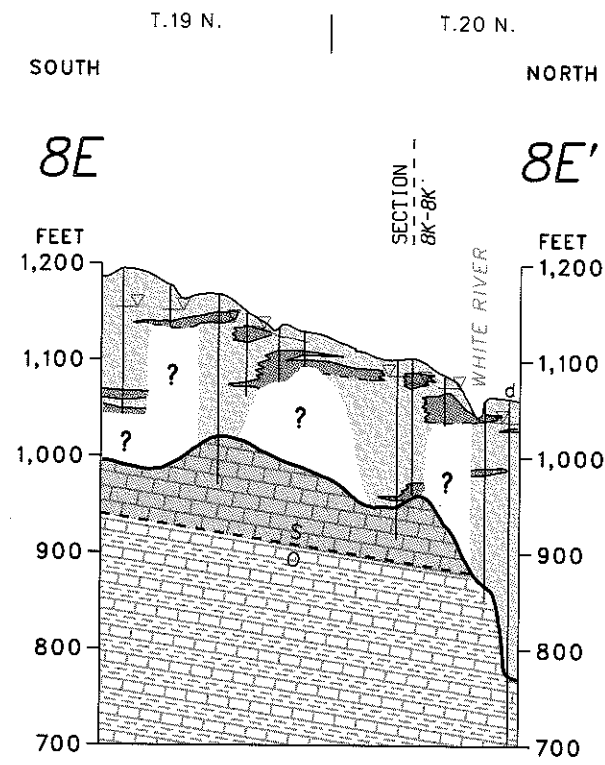 T.19 N. T.20 N.
SOUTH NORTH
8E 8E'
SECTION
8K-8K'
WHITE RIVER
FEET FEET
1,200 1,200
1,100 1,100
d
?
?
?
?
1,000 1,000
S
O
900 900
800 800
700 700